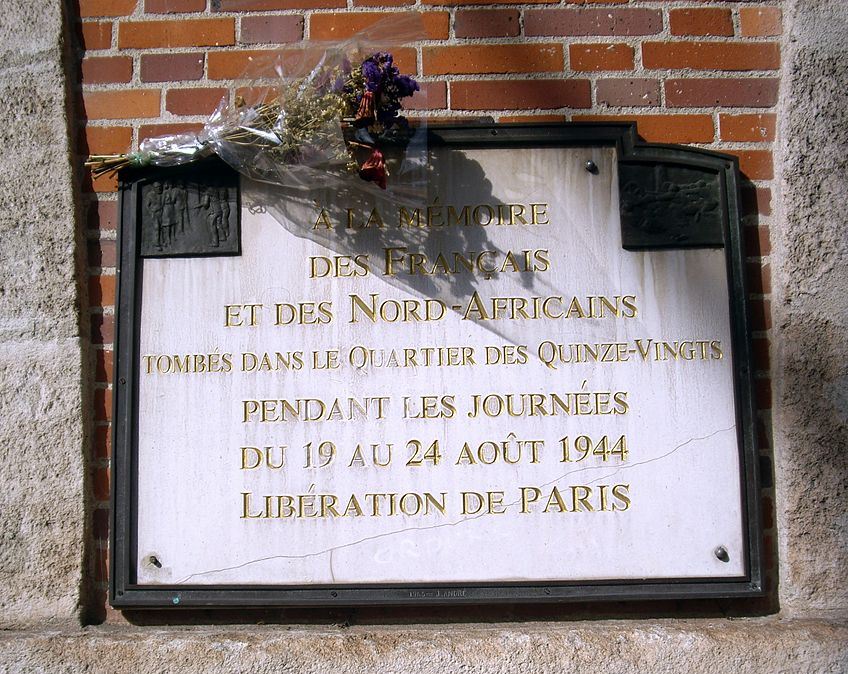 À LA MÉMOIRE
DES FRANÇAIS
ET DES NORD-AFRICAINS
TOMBÉS DANS LE QUARTIER DES QUINZE-VINGTS
PENDANT LES JOURNÉES
DU 19 AU 24 AOÛT 1944
LIBÉRATION DE PARIS
J. ANDRÉ